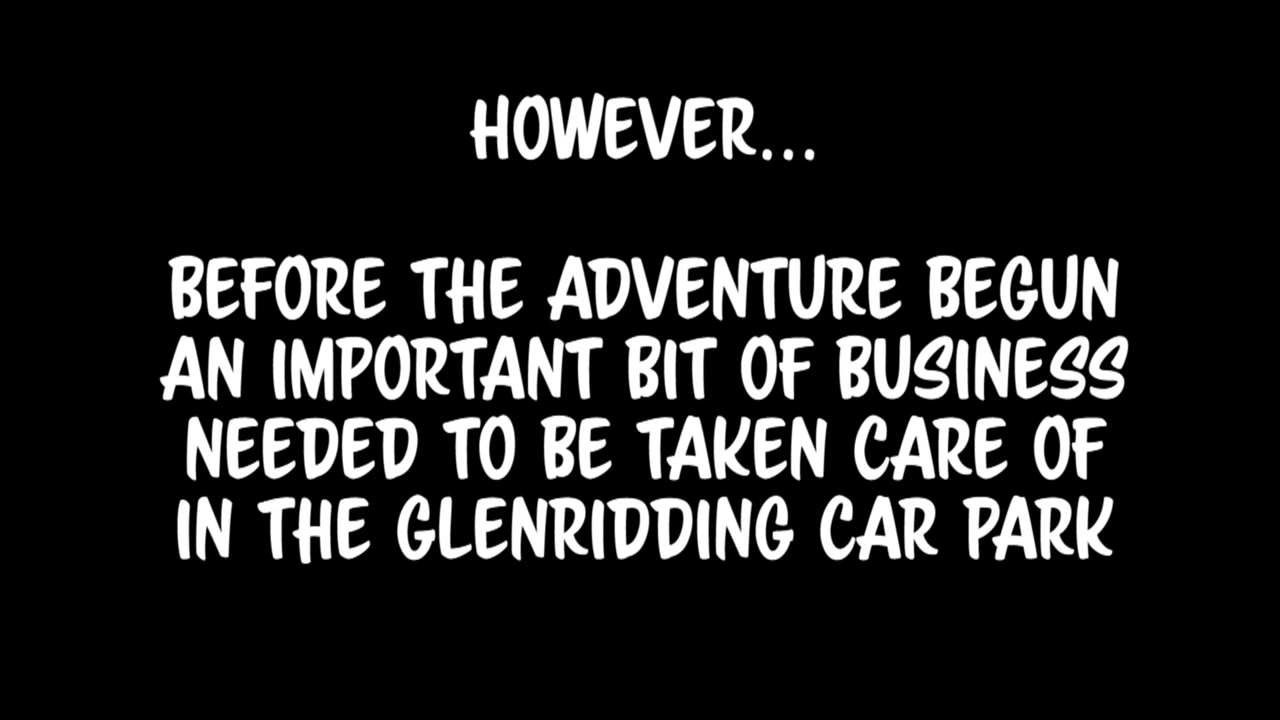 HOWEVER...
BEFORE THE ADVENTURE BEGUN
AN IMPORTANT BIT OF BUSINESS
NEEDED TO BE TAKEN CARE OF
IN THE GLENRIDDING CAR PARK